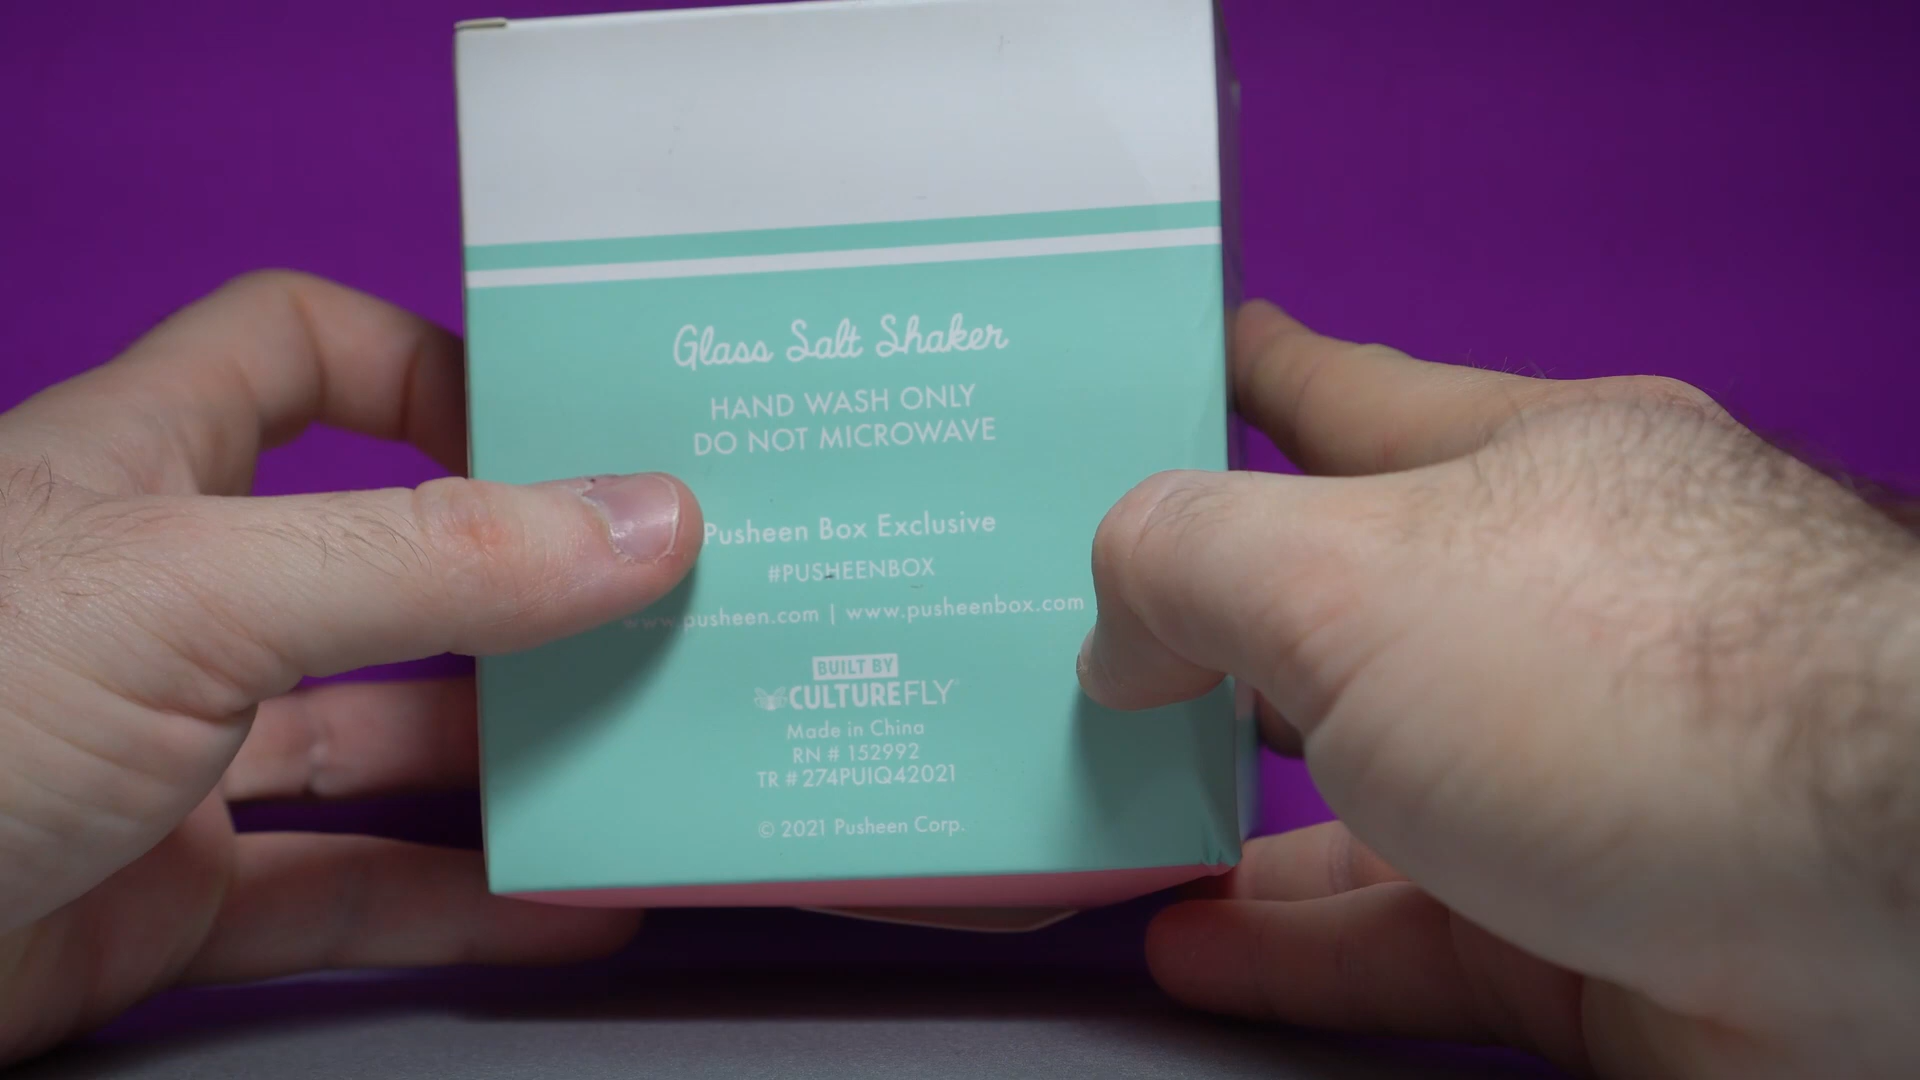 Glass Salt Shaker
HAND WASH ONLY
DO NOT MICROWAVE
Pusheen Box Exclusive
#PUSHEENBOX
www.pusheen.com | www.pusheenbox.com
BUILT BY
CULTUREFLY
Made in China
RN # 152992
TR # 274PUIQ42021
© 2021 Pusheen Corp.